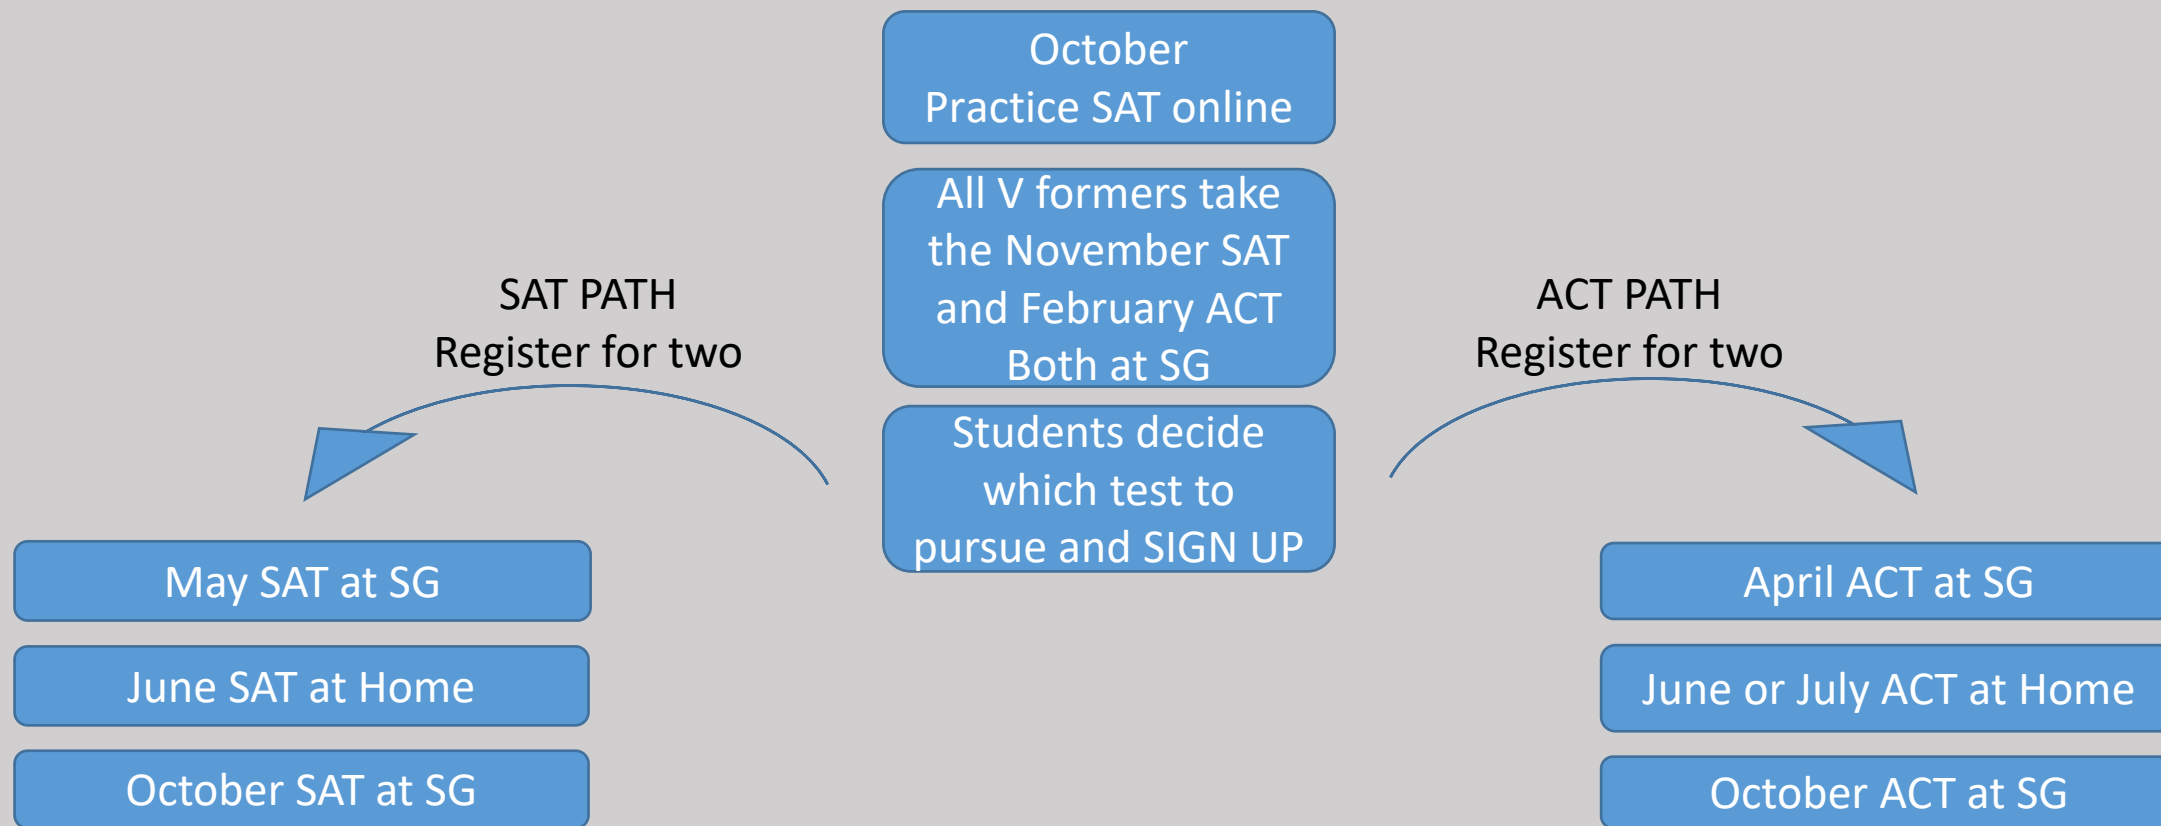 October
Practice SAT online
All V formers take
the November SAT
and February ACT
Both at SG
Students decide
which test to
pursue and SIGN UP
SAT PATH
Register for two
May SAT at SG
June SAT at Home
October SAT at SG
ACT PATH
Register for two
April ACT at SG
June or July ACT at Home
October ACT at SG